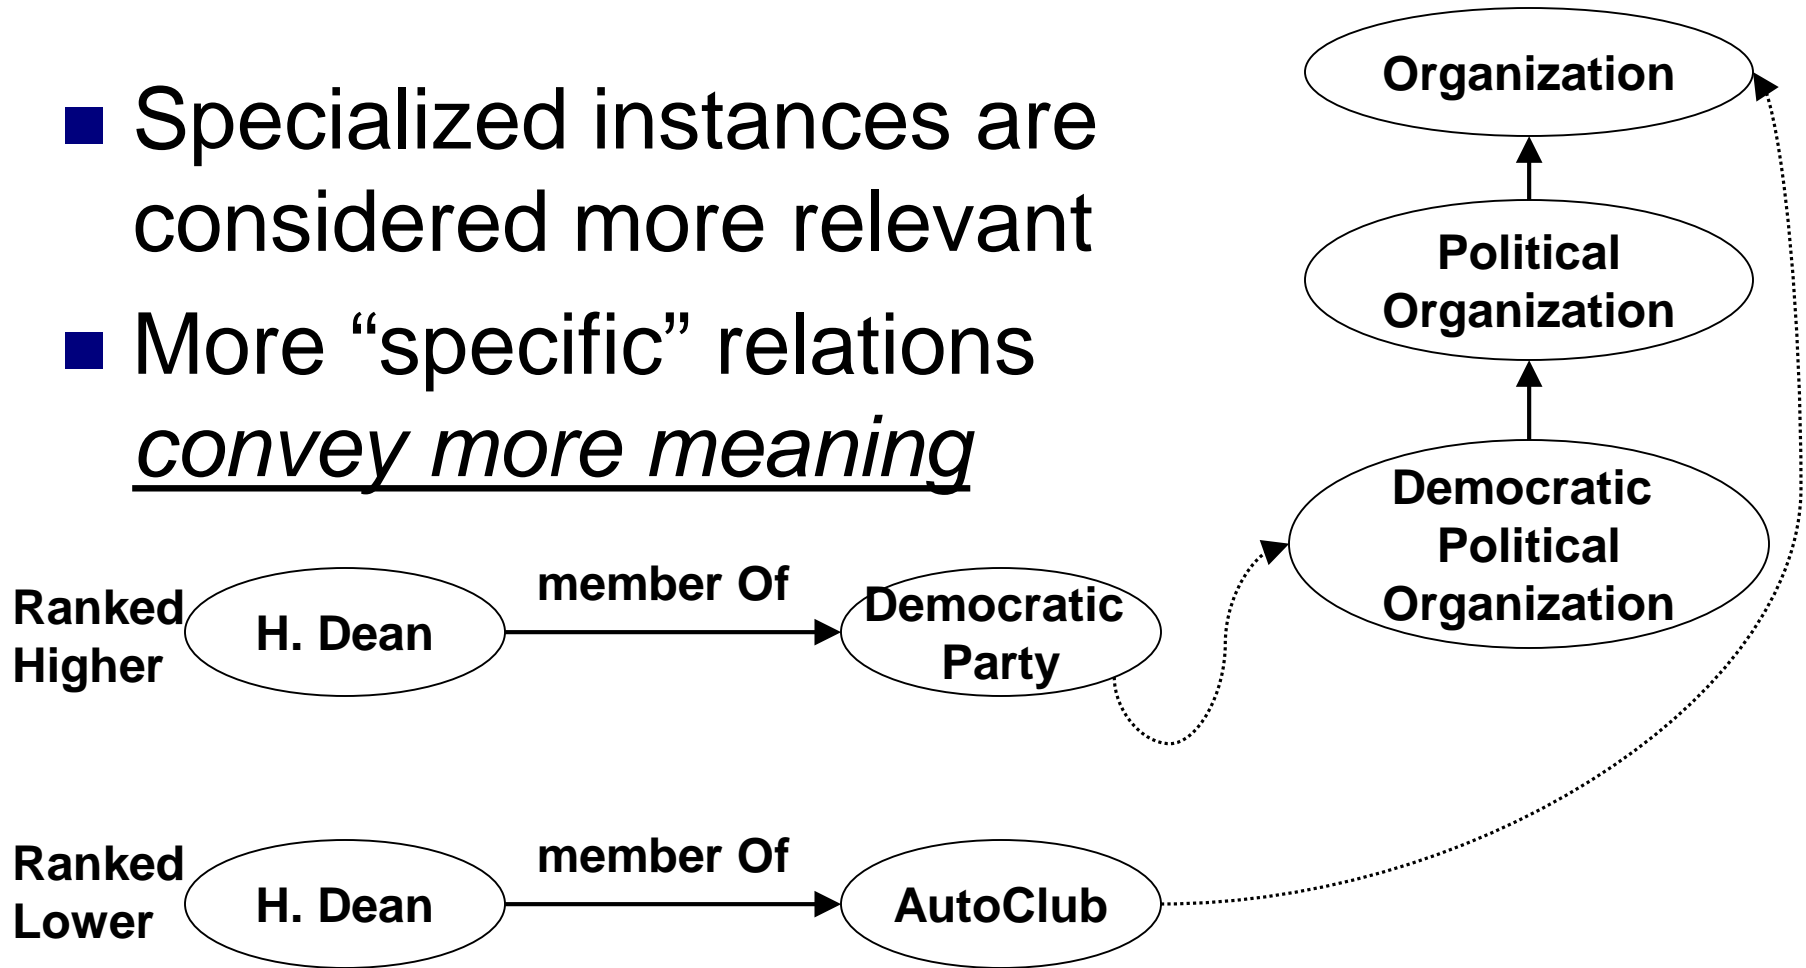 Specialized instances are
considered more relevant
More “specific” relations
convey more meaning
Organization
Political
Organization
Democratic
Political
Organization
Ranked
Higher
H. Dean
member Of
Democratic
Party
Ranked
Lower
H. Dean
member Of
AutoClub